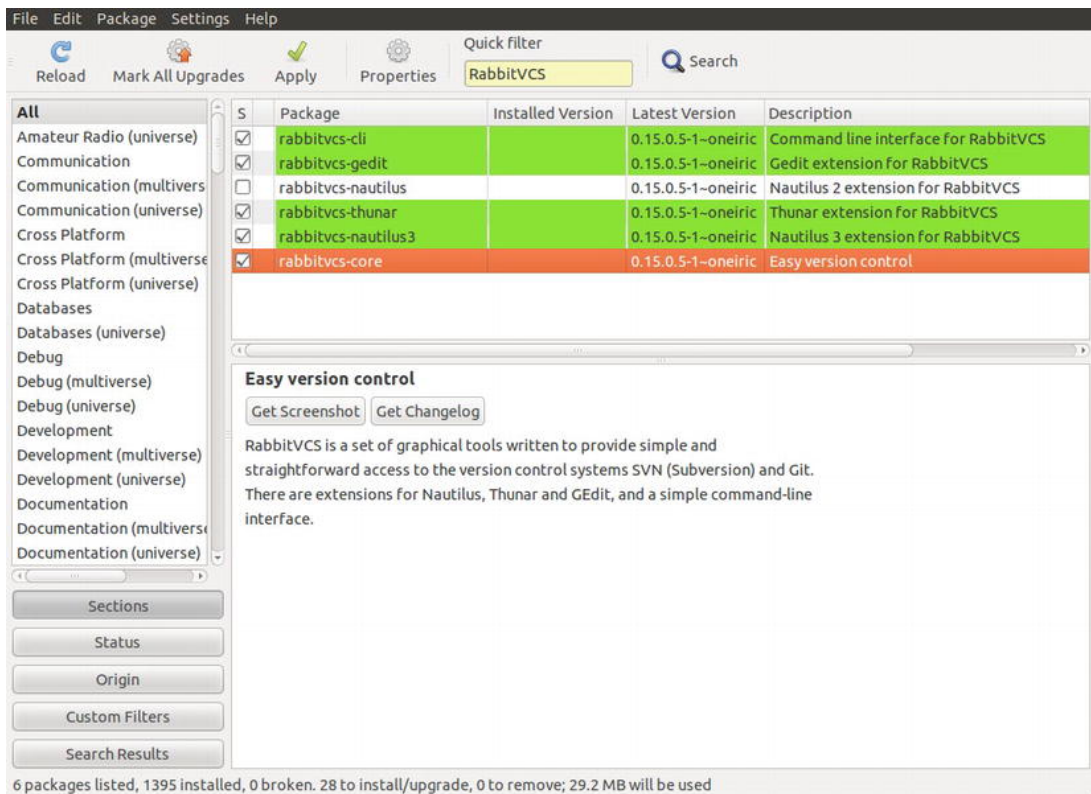 File Edit Package Settings Help
Reload Mark All Upgrades Apply Properties Quick filter RabbitVCS Search
All
Amateur Radio (universe)
Communication
Communication (multivers
Communication (universe)
Cross Platform
Cross Platform (multiverse
Cross Platform (universe)
Databases
Databases (universe)
Debug
Debug (multiverse)
Debug (universe)
Development
Development (multiverse)
Development (universe)
Documentation
Documentation (multivers
Documentation (universe)
Sections
Status
Origin
Custom Filters
Search Results
S Package Installed Version Latest Version Description
rabbitvcs-cli 0.15.0.5-1~oneiric Command line interface for RabbitVCS
rabbitvcs-gedit 0.15.0.5-1~oneiric Gedit extension for RabbitVCS
rabbitvcs-nautilus 0.15.0.5-1~oneiric Nautilus 2 extension for RabbitVCS
rabbitvcs-thunar 0.15.0.5-1~oneiric Thunar extension for RabbitVCS
rabbitvcs-nautilus3 0.15.0.5-1~oneiric Nautilus 3 extension for RabbitVCS
rabbitvcs-core 0.15.0.5-1~oneiric Easy version control
Easy version control
Get Screenshot Get Changelog
RabbitVCS is a set of graphical tools written to provide simple and
straightforward access to the version control systems SVN (Subversion) and Git.
There are extensions for Nautilus, Thunar and GEdit, and a simple command-line
interface.
6 packages listed, 1395 installed, 0 broken. 28 to install/upgrade, 0 to remove; 29.2 MB will be used